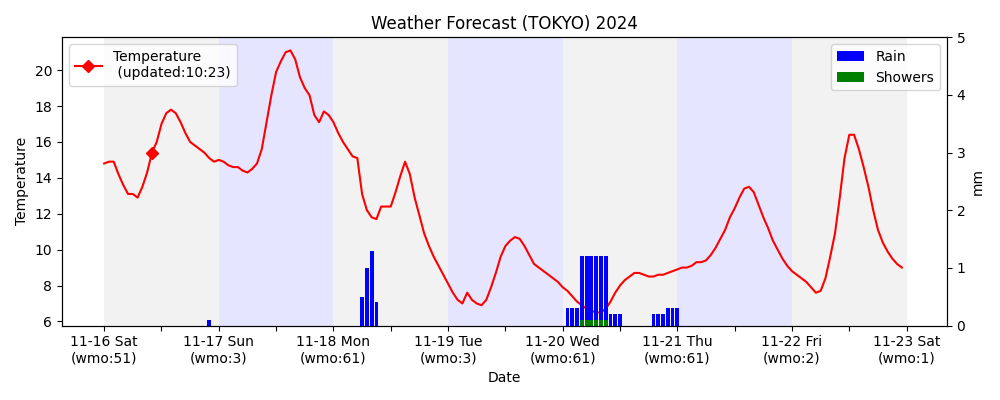 Weather Forecast (TOKYO) 2024
Temperature
(updated:10:23)
Rain
Showers
20
18
16
14
12
10
8
6
Temperature
5
4
3
2
1
0
mm
11-16 Sat
(wmo:51)
11-17 Sun
(wmo:3)
11-18 Mon
(wmo:61)
11-19 Tue
(wmo:3)
11-20 Wed
(wmo:61)
11-21 Thu
(wmo:61)
11-22 Fri
(wmo:2)
11-23 Sat
(wmo:1)
Date